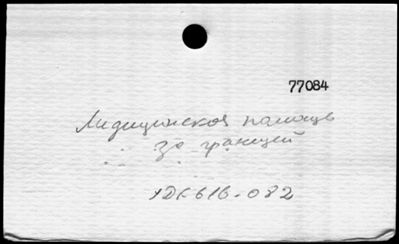 77084
Медицинская помощь
за границей
УДК 616-082